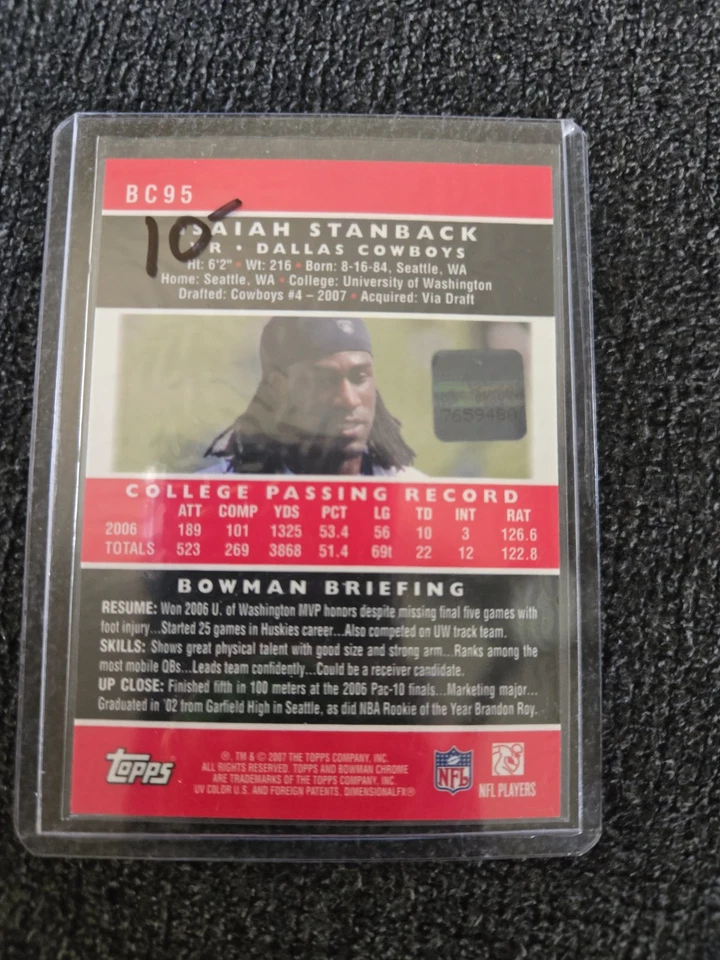 BC95
10-
ISAIAH STANBACK
WR • DALLAS COWBOYS
Ht: 6'2" • Wt: 216 • Born: 8-16-84, Seattle, WA
Home: Seattle, WA • College: University of Washington
Drafted: Cowboys #4 – 2007 • Acquired: Via Draft
7659480
COLLEGE PASSING RECORD
ATT COMP YDS PCT LG TD INT RAT
2006 189 101 1325 53.4 56 10 3 126.6
TOTALS 523 269 3868 51.4 69t 22 12 122.8
BOWMAN BRIEFING
RESUME: Won 2006 U. of Washington MVP honors despite missing final five games with
foot injury...Started 25 games in Huskies career...Also competed on UW track team.
SKILLS: Shows great physical talent with good size and strong arm...Ranks among the
most mobile QBs...Leads team confidently...Could be a receiver candidate.
UP CLOSE: Finished fifth in 100 meters at the 2006 Pac-10 finals...Marketing major...
Graduated in '02 from Garfield High in Seattle, as did NBA Rookie of the Year Brandon Roy.
topps
®, TM & © 2007 THE TOPPS COMPANY, INC.
ALL RIGHTS RESERVED. TOPPS AND BOWMAN CHROME
ARE TRADEMARKS OF THE TOPPS COMPANY, INC.
UV COLOR U.S. AND FOREIGN PATENTS, DIMENSIONALFX®
NFL
NFL PLAYERS